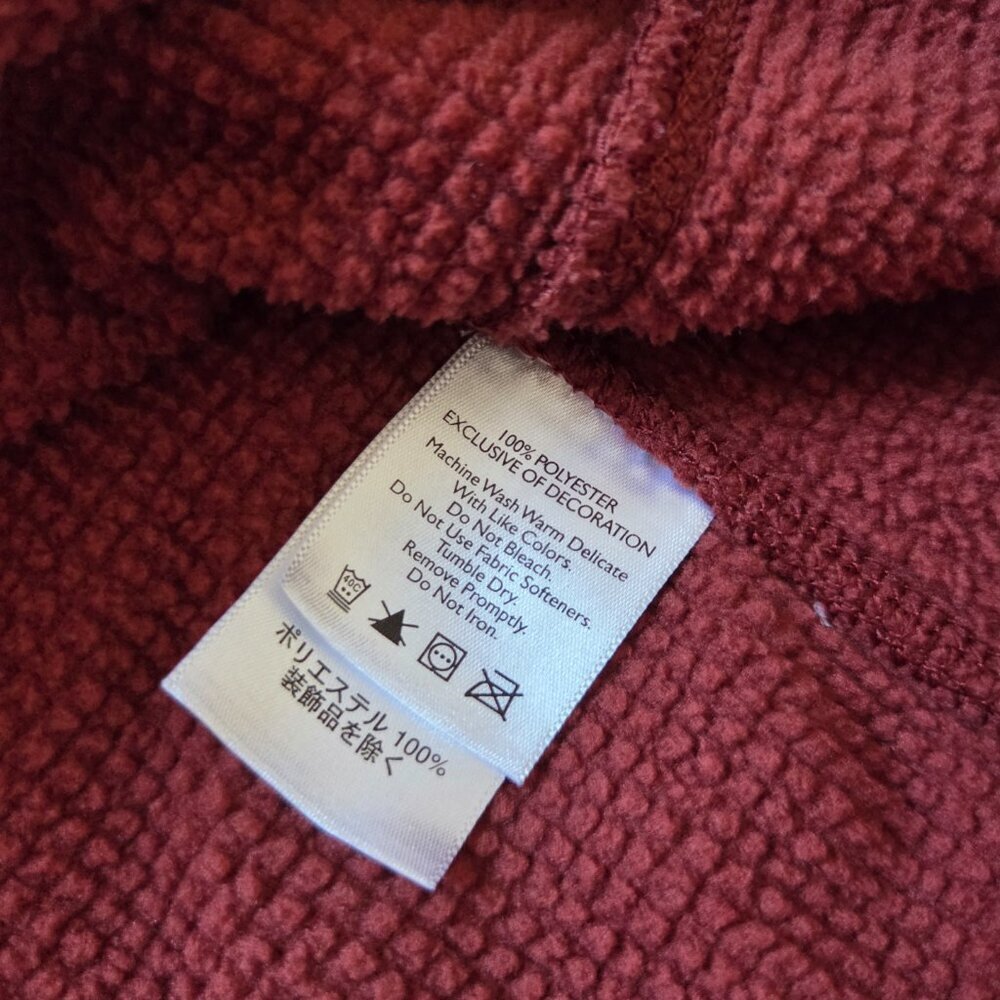 100% POLYESTER
EXCLUSIVE OF DECORATION
Machine Wash Warm Delicate
With Like Colors.
Do Not Bleach.
Do Not Use Fabric Softeners.
Tumble Dry.
Remove Promptly.
Do Not Iron.
40C
ポリエステル 100%
装飾品を除く